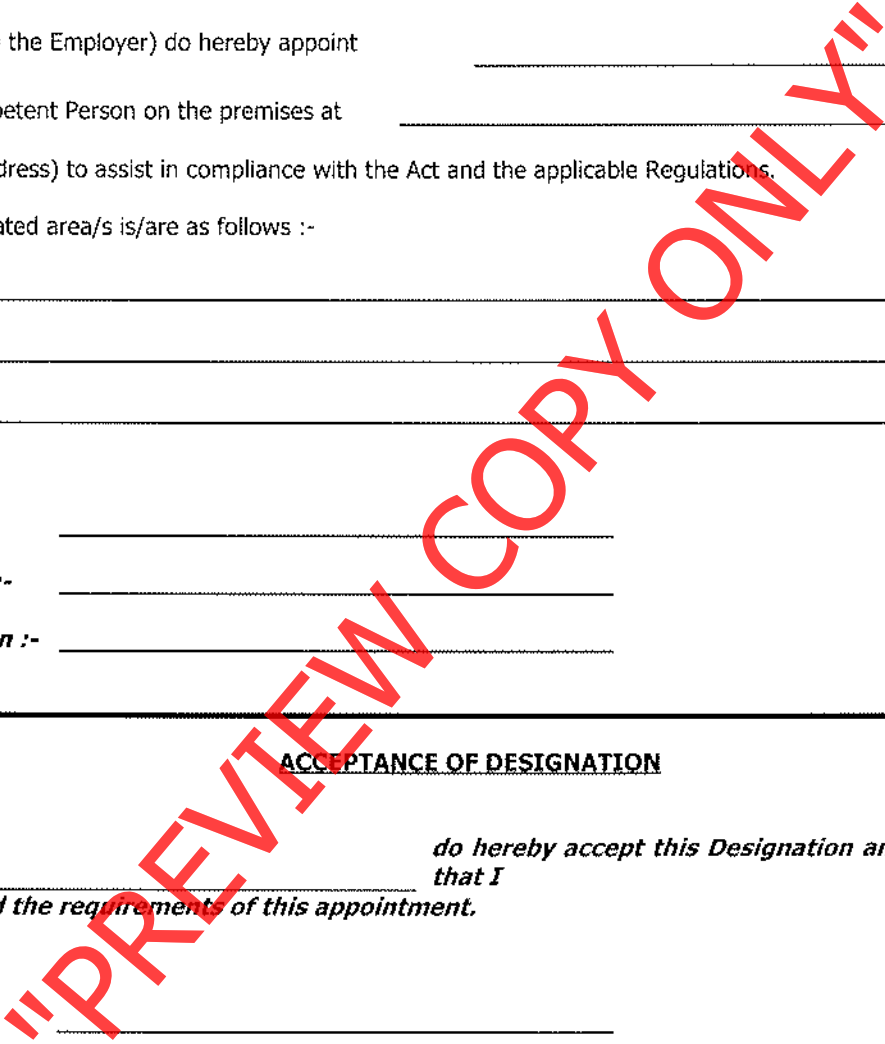 the Employer) do hereby appoint
petent Person on the premises at
dress) to assist in compliance with the Act and the applicable Regulations.
ated area/s is/are as follows :-
:-
n :-
ACCEPTANCE OF DESIGNATION
do hereby accept this Designation an
that I
d the requirements of this appointment.
"PREVIEW COPY ONLY"